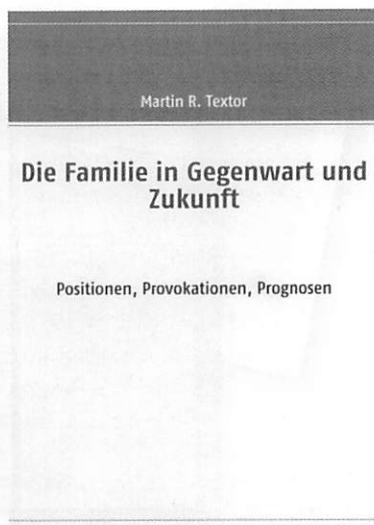 Martin R. Textor
Die Familie in Gegenwart und
Zukunft
Positionen, Provokationen, Prognosen